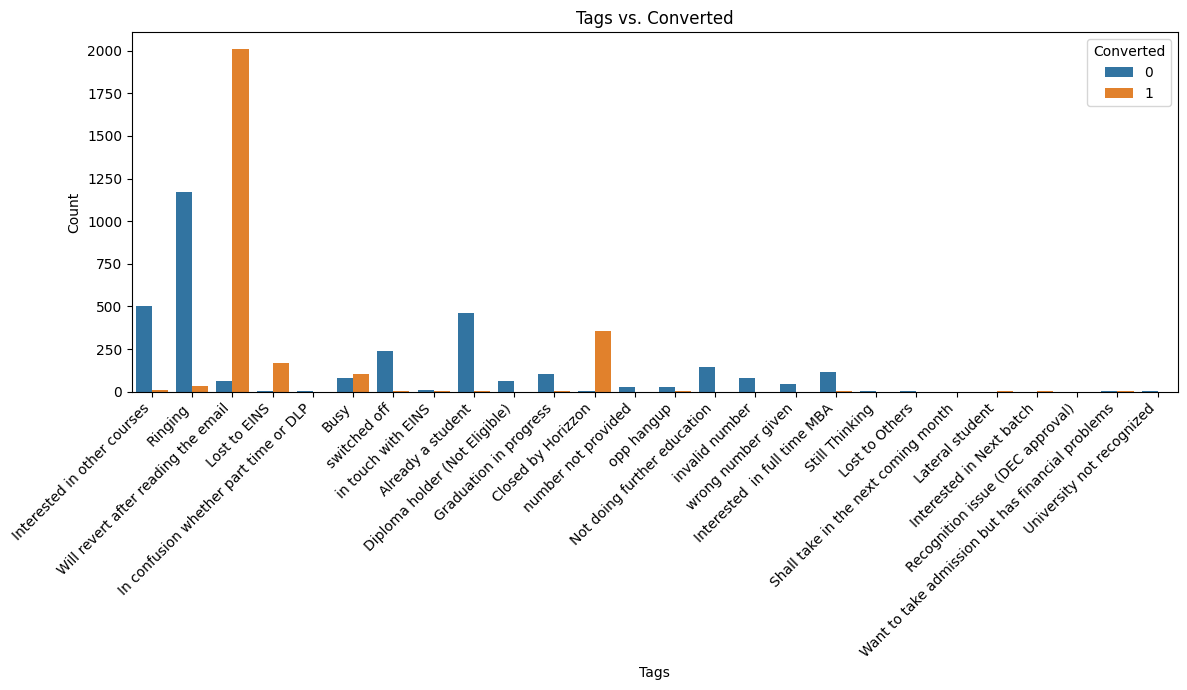 Tags vs. Converted
Converted
0
1
2000
1750
1500
1250
1000
750
500
250
0
Count
Interested in other courses
Ringing
Will revert after reading the email
Lost to EINS
In confusion whether part time or DLP
Busy
switched off
in touch with EINS
Already a student
Diploma holder (Not Eligible)
Graduation in progress
Closed by Horizzon
number not provided
opp hangup
Not doing further education
invalid number
wrong number given
Interested  in full time MBA
Still Thinking
Lost to Others
Shall take in the next coming month
Lateral student
Interested in Next batch
Recognition issue (DEC approval)
Want to take admission but has financial problems
University not recognized
Tags